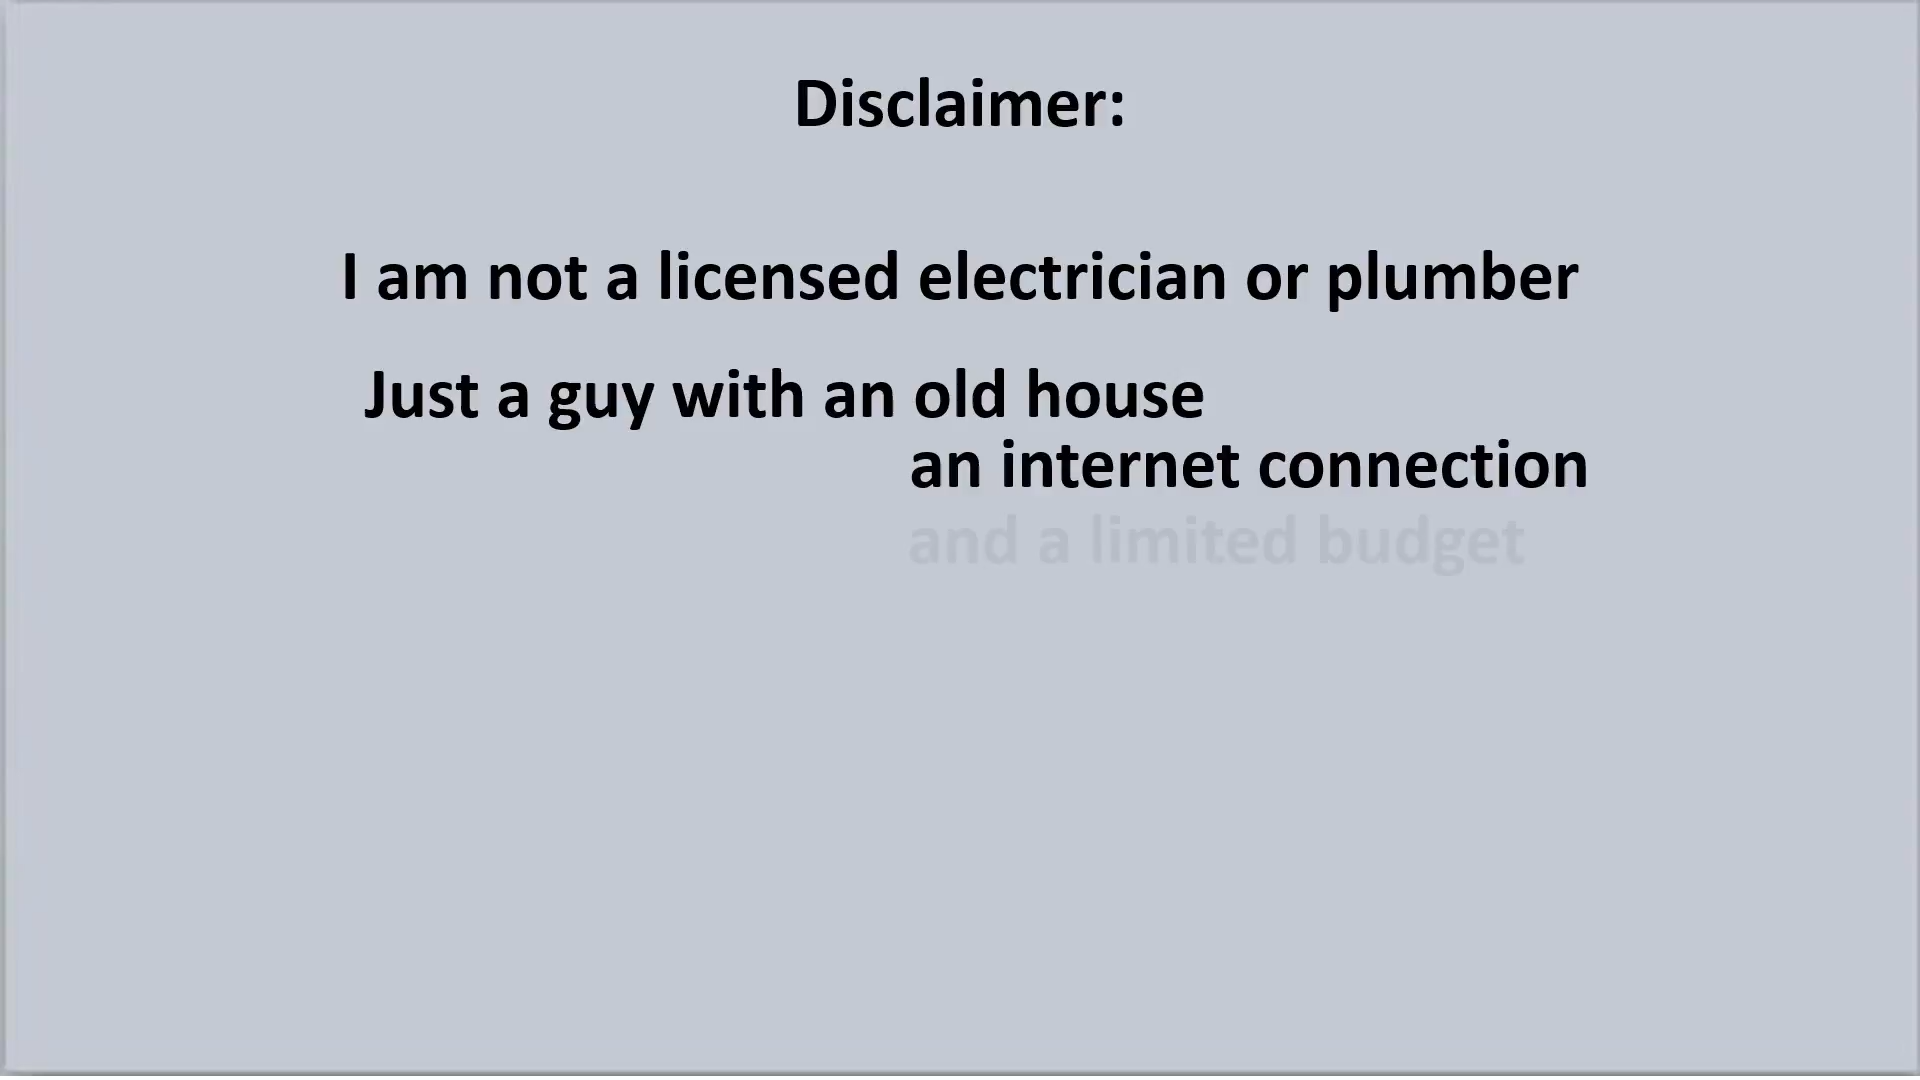 Disclaimer:
I am not a licensed electrician or plumber
Just a guy with an old house
an internet connection
and a limited budget